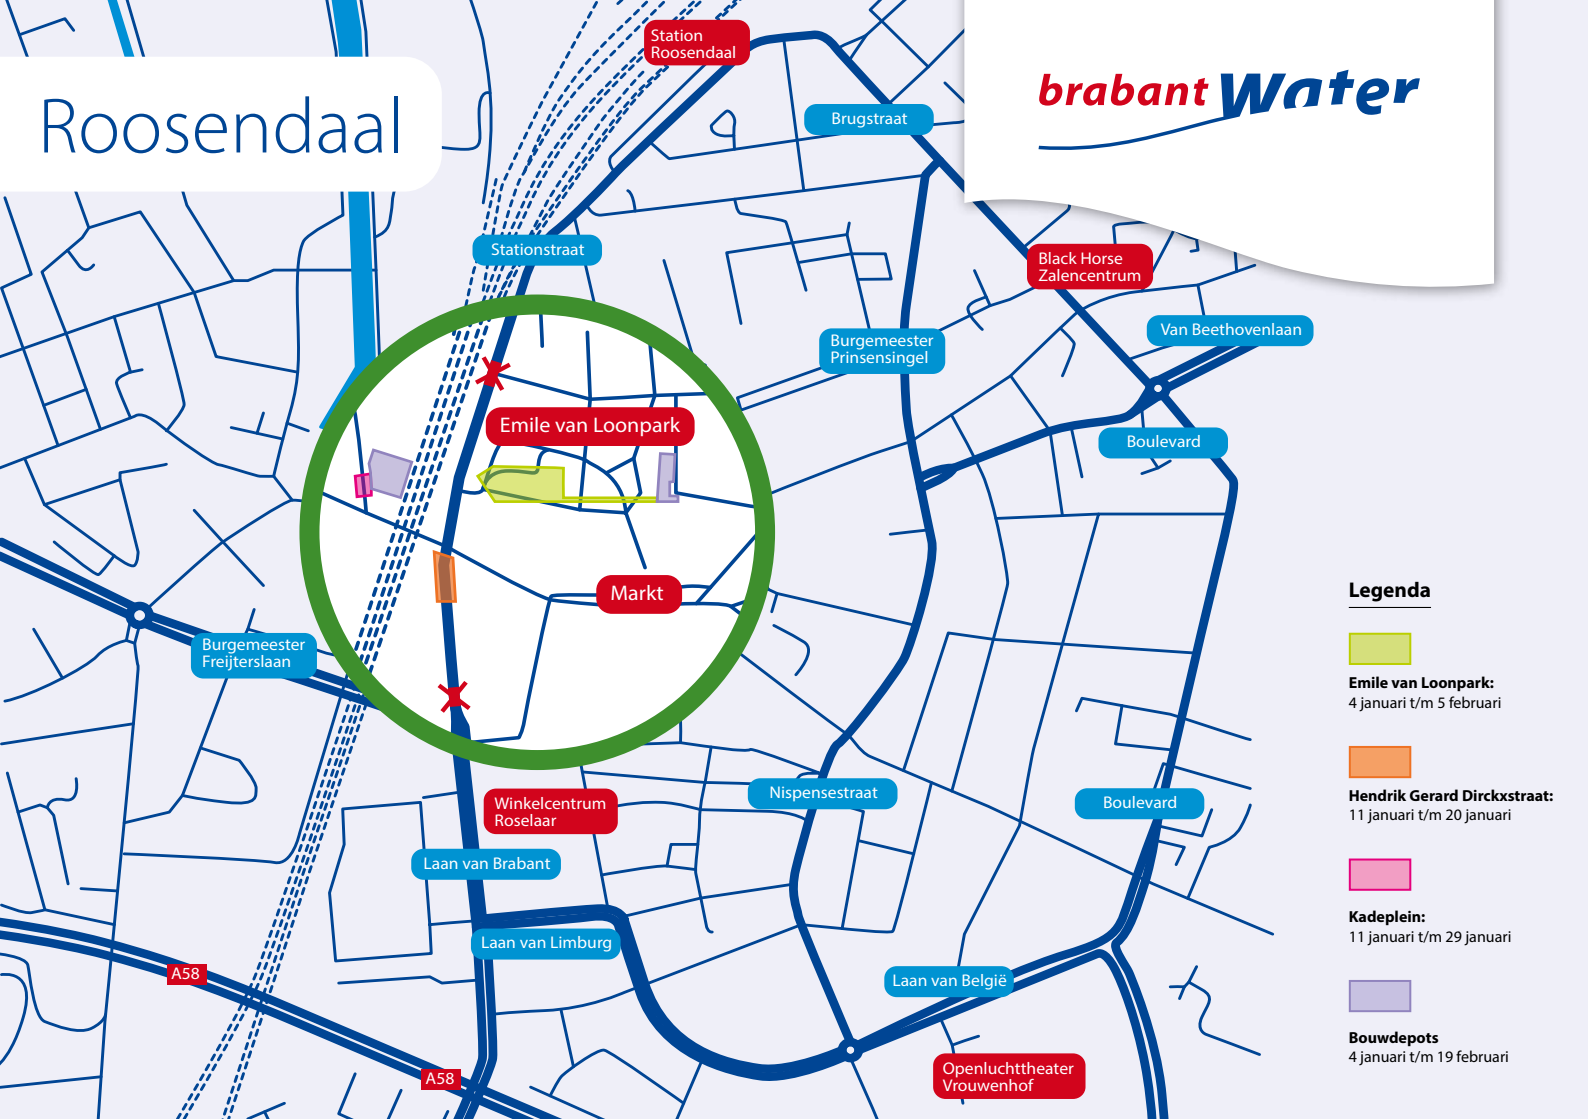 Roosendaal
brabant Water
Station
Roosendaal
Brugstraat
Stationstraat
Black Horse
Zalencentrum
Van Beethovenlaan
Burgemeester
Prinsensingel
Emile van Loonpark
Boulevard
Markt
Burgemeester
Freijterslaan
Winkelcentrum
Roselaar
Nispensestraat
Boulevard
Laan van Brabant
Laan van Limburg
A58
Laan van België
A58
Openluchttheater
Vrouwenhof
Legenda
Emile van Loonpark:
4 januari t/m 5 februari
Hendrik Gerard Dirckxstraat:
11 januari t/m 20 januari
Kadeplein:
11 januari t/m 29 januari
Bouwdepots
4 januari t/m 19 februari